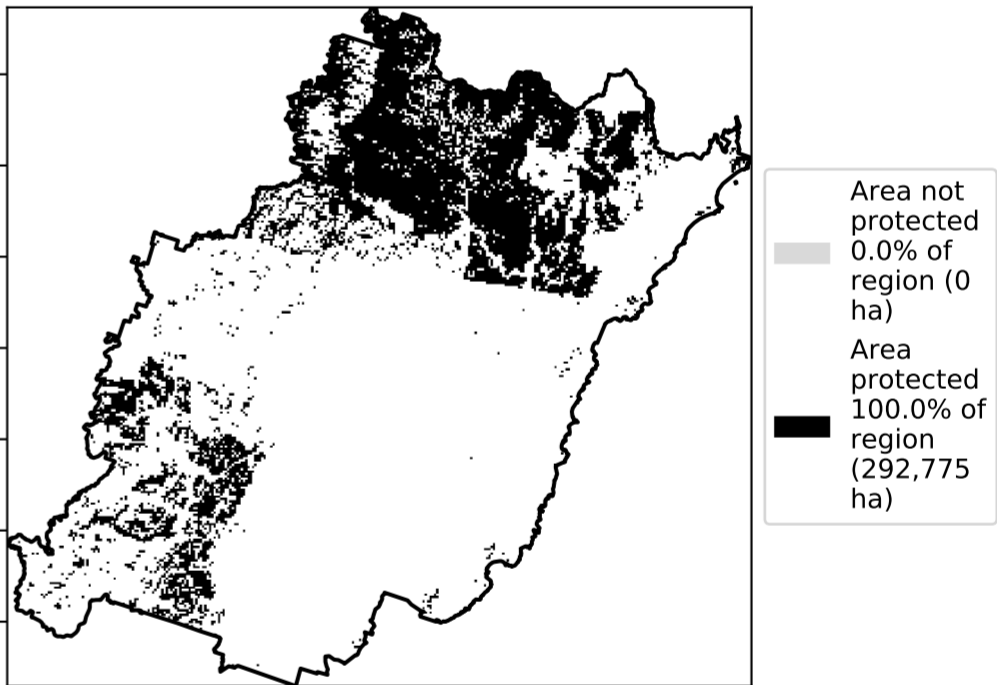 Area not
protected
0.0% of
region (0
ha)
Area
protected
100.0% of
region
(292,775
ha)